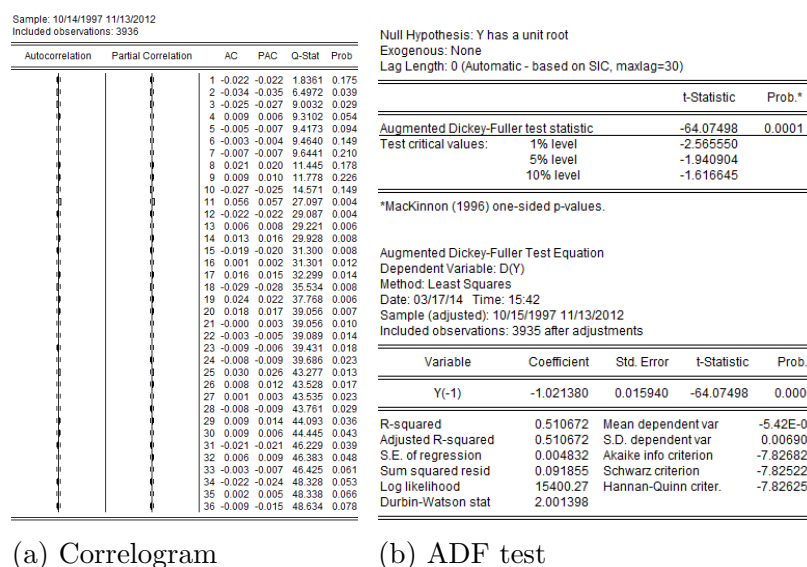 Sample: 10/14/1997 11/13/2012
Included observations: 3936
Autocorrelation Partial Correlation AC PAC Q-Stat Prob
1 -0.022 -0.022 1.8361 0.175
2 -0.034 -0.035 6.4972 0.039
3 -0.025 -0.027 9.0032 0.029
4 0.009 0.006 9.3102 0.054
5 -0.005 -0.007 9.4173 0.094
6 -0.003 -0.004 9.4640 0.149
7 -0.007 -0.007 9.6441 0.210
8 0.021 0.020 11.445 0.178
9 0.009 0.010 11.778 0.226
10 -0.027 -0.025 14.571 0.149
11 0.056 0.057 27.097 0.004
12 -0.022 -0.022 29.087 0.004
13 0.006 0.008 29.221 0.006
14 0.013 0.016 29.928 0.008
15 -0.019 -0.020 31.300 0.008
16 0.001 0.002 31.301 0.012
17 0.016 0.015 32.299 0.014
18 -0.029 -0.028 35.534 0.008
19 0.024 0.022 37.768 0.006
20 0.018 0.017 39.056 0.007
21 -0.000 0.003 39.056 0.010
22 -0.003 -0.005 39.089 0.014
23 -0.009 -0.006 39.431 0.018
24 -0.008 -0.009 39.686 0.023
25 0.030 0.026 43.277 0.013
26 0.008 0.012 43.528 0.017
27 0.001 0.003 43.535 0.023
28 -0.008 -0.009 43.761 0.029
29 0.009 0.014 44.093 0.036
30 0.009 0.006 44.445 0.043
31 -0.021 -0.021 46.229 0.039
32 0.006 0.009 46.383 0.048
33 -0.003 -0.007 46.425 0.061
34 -0.022 -0.024 48.328 0.053
35 0.002 0.005 48.338 0.066
36 -0.009 -0.015 48.634 0.078
(a) Correlogram
Null Hypothesis: Y has a unit root
Exogenous: None
Lag Length: 0 (Automatic - based on SIC, maxlag=30)
t-Statistic Prob.*
Augmented Dickey-Fuller test statistic -64.07498 0.0001
Test critical values: 1% level -2.565550
5% level -1.940904
10% level -1.616645
*MacKinnon (1996) one-sided p-values.
Augmented Dickey-Fuller Test Equation
Dependent Variable: D(Y)
Method: Least Squares
Date: 03/17/14 Time: 15:42
Sample (adjusted): 10/15/1997 11/13/2012
Included observations: 3935 after adjustments
Variable Coefficient Std. Error t-Statistic Prob.
Y(-1) -1.021380 0.015940 -64.07498 0.000
R-squared 0.510672 Mean dependent var -5.42E-0
Adjusted R-squared 0.510672 S.D. dependent var 0.00690
S.E. of regression 0.004832 Akaike info criterion -7.82682
Sum squared resid 0.091855 Schwarz criterion -7.82522
Log likelihood 15400.27 Hannan-Quinn criter. -7.82625
Durbin-Watson stat 2.001398
(b) ADF test